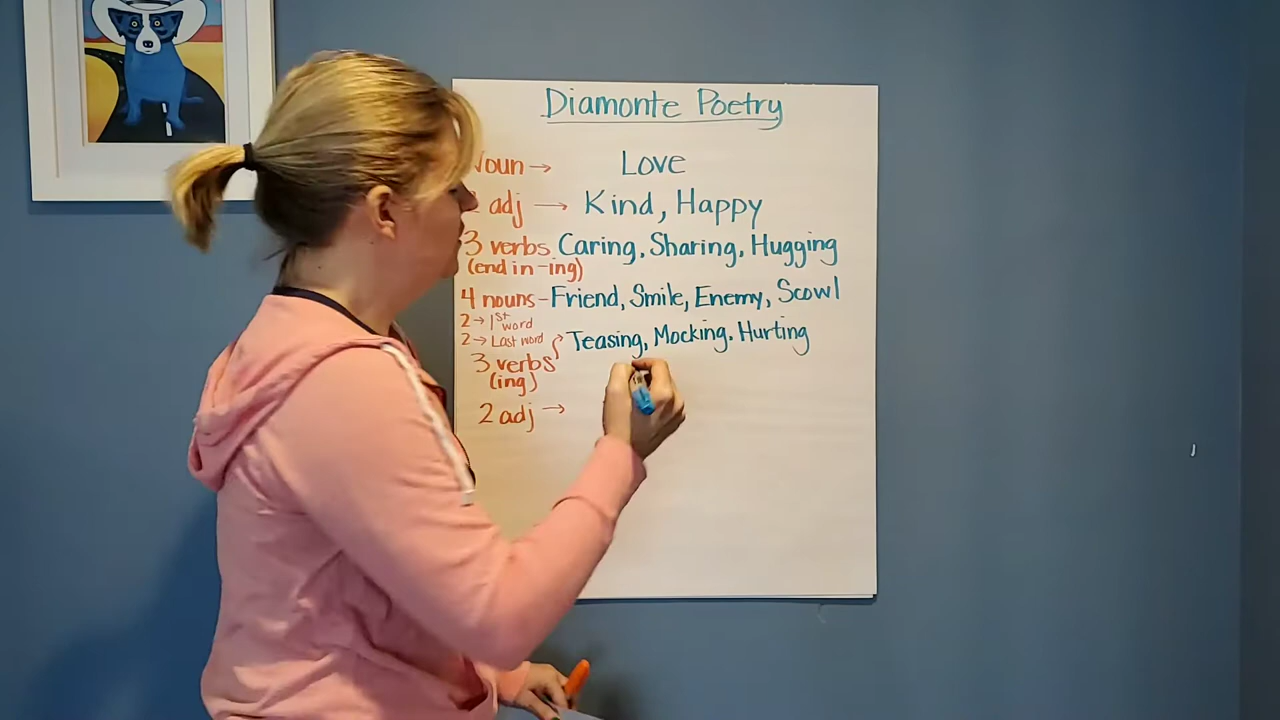 Diamonte Poetry
Noun → Love
2 adj → Kind, Happy
3 verbs Caring, Sharing, Hugging
(end in -ing)
4 nouns - Friend, Smile, Enemy, Scowl
2 → 1st word
2 → Last word
3 verbs Teasing, Mocking, Hurting
(ing)
2 adj →